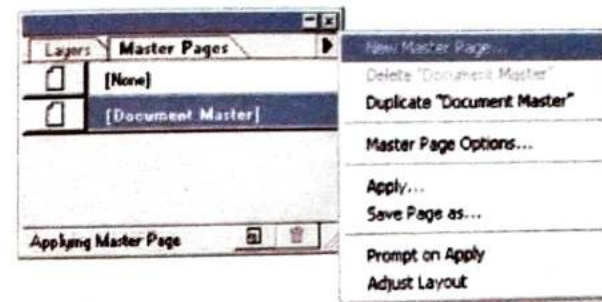 Layers Master Pages
[None]
[Document Master]
Applying Master Page
New Master Page...
Delete "Document Master"
Duplicate "Document Master"
Master Page Options...
Apply...
Save Page as...
Prompt on Apply
Adjust Layout